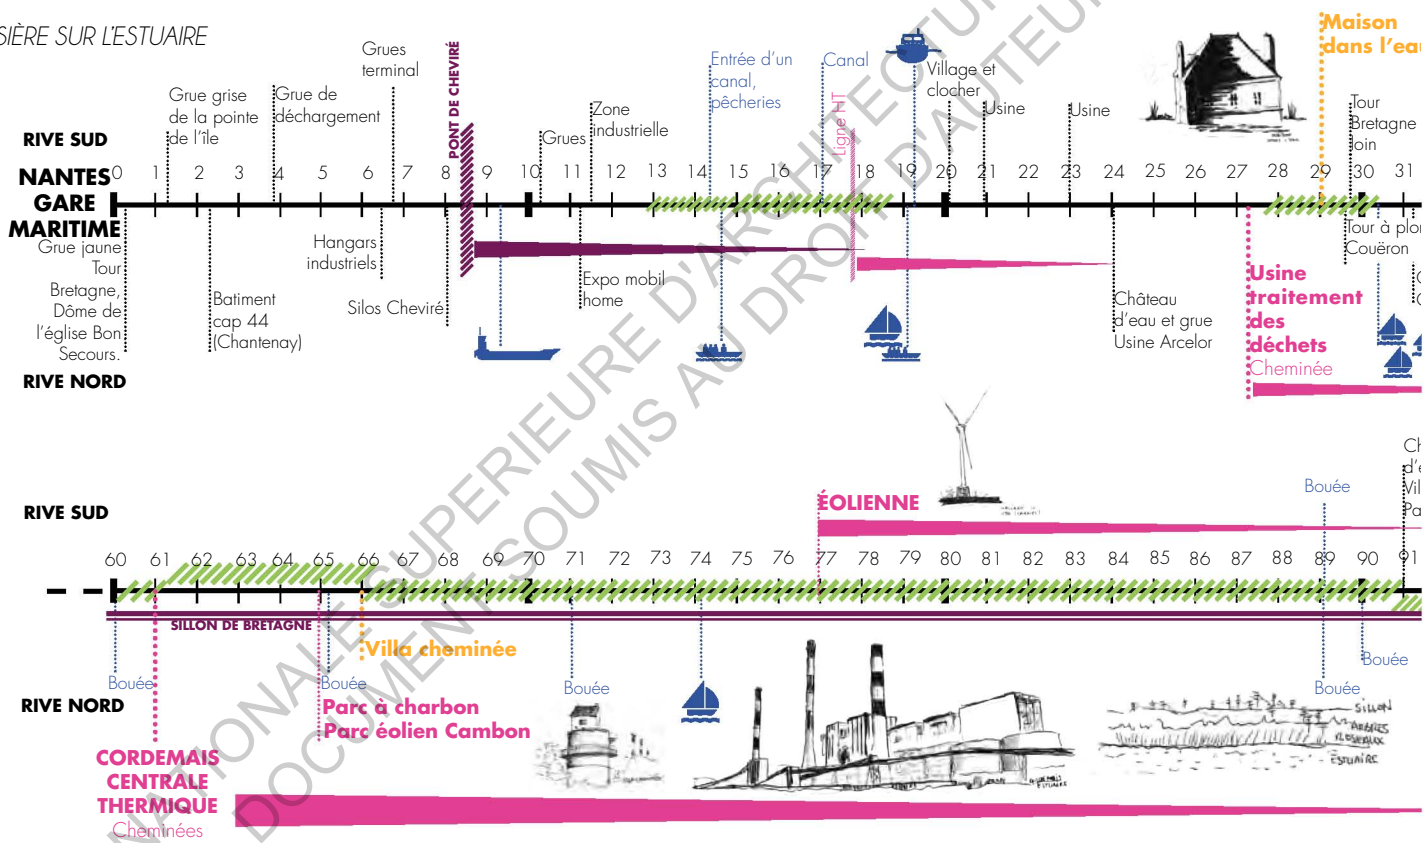 SIÈRE SUR L'ESTUAIRE
RIVE SUD
NANTES
GARE
MARITIME
Grue grise
de la pointe
de l'île
Grue de
déchargement
Grues
terminal
PONT DE CHEVIRÉ
Grues
Zone
industrielle
Entrée d'un
canal,
pêcheries
Canal
Ligne HT
Village et
clocher
Usine
Usine
Maison
dans l'eau
Tour
Bretagne
loin
0 1 2 3 4 5 6 7 8 9 10 11 12 13 14 15 16 17 18 19 20 21 22 23 24 25 26 27 28 29 30 31
Grue jaune
Tour
Bretagne,
Dôme de
l'église Bon
Secours.
Batiment
cap 44
(Chantenay)
Hangars
industriels
Silos Cheviré
Expo mobil
home
Château
d'eau et grue
Usine Arcelor
Usine
traitement
des
déchets
Cheminée
Tour à plo
Couëron
RIVE NORD
RIVE SUD
ÉOLIENNE
Bouée
60 61 62 63 64 65 66 67 68 69 70 71 72 73 74 75 76 77 78 79 80 81 82 83 84 85 86 87 88 89 90 91
SILLON DE BRETAGNE
Villa cheminée
Bouée
Bouée
Bouée
Bouée
Bouée
RIVE NORD
Parc à charbon
Parc éolien Cambon
CORDEMAIS
CENTRALE
THERMIQUE
Cheminées
SILLON
ARBRES
ROSEAUX
ESTUAIRE
CORDEMAIS
ESTUAIRE
NATIONALE SUPERIEURE D'ARCHITECTUR
DOCUMENT SOUMIS AU DROIT D'AUTEUR